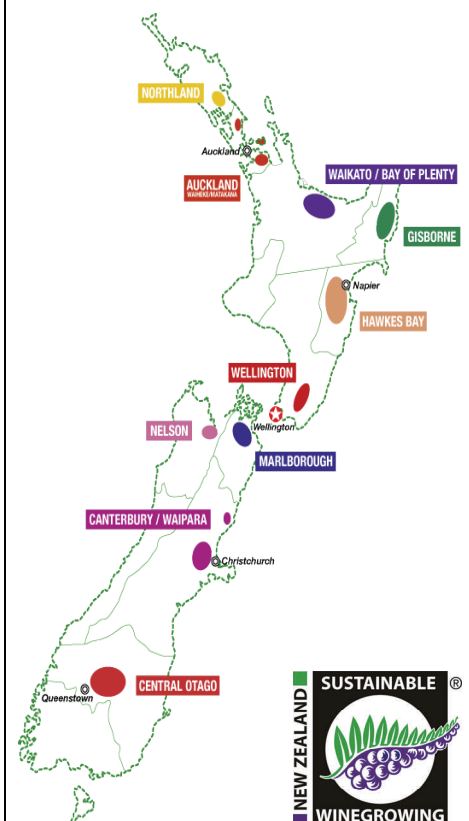 NORTHLAND
Auckland
AUCKLAND
WAIHEKE/MATAKANA
WAIKATO / BAY OF PLENTY
GISBORNE
Napier
HAWKES BAY
WELLINGTON
Wellington
NELSON
MARLBOROUGH
CANTERBURY / WAIPARA
Christchurch
CENTRAL OTAGO
Queenstown
NEW ZEALAND
SUSTAINABLE ®
WINEGROWING